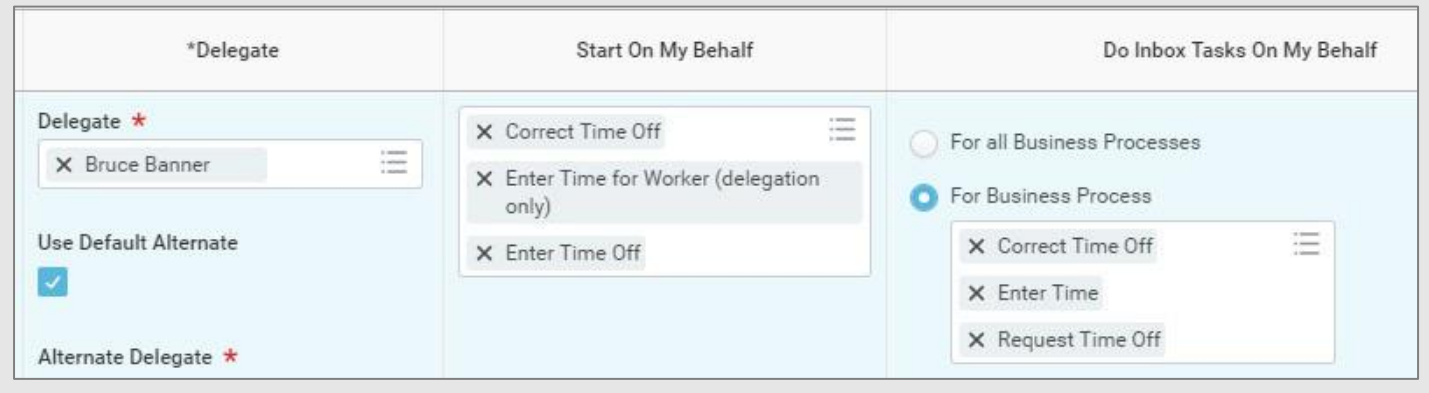 *Delegate
Start On My Behalf
Do Inbox Tasks On My Behalf
Delegate *
Bruce Banner
Use Default Alternate
Alternate Delegate *
Correct Time Off
Enter Time for Worker (delegation
only)
Enter Time Off
For all Business Processes
For Business Process
Correct Time Off
Enter Time
Request Time Off